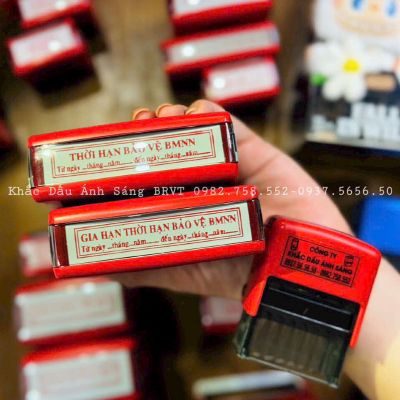 THỜI HẠN BẢO VỆ BMNN
Từ ngày ...tháng ...năm...... đến ngày ...tháng ...năm......
Khắc Dấu Ánh Sáng BRVT 0982.758.552-0937.5656.50
GIA HẠN THỜI HẠN BẢO VỆ BMNN
Từ ngày ...tháng ...năm...... đến ngày ...tháng ...năm......
CÔNG TY
KHẮC DẤU ÁNH SÁNG